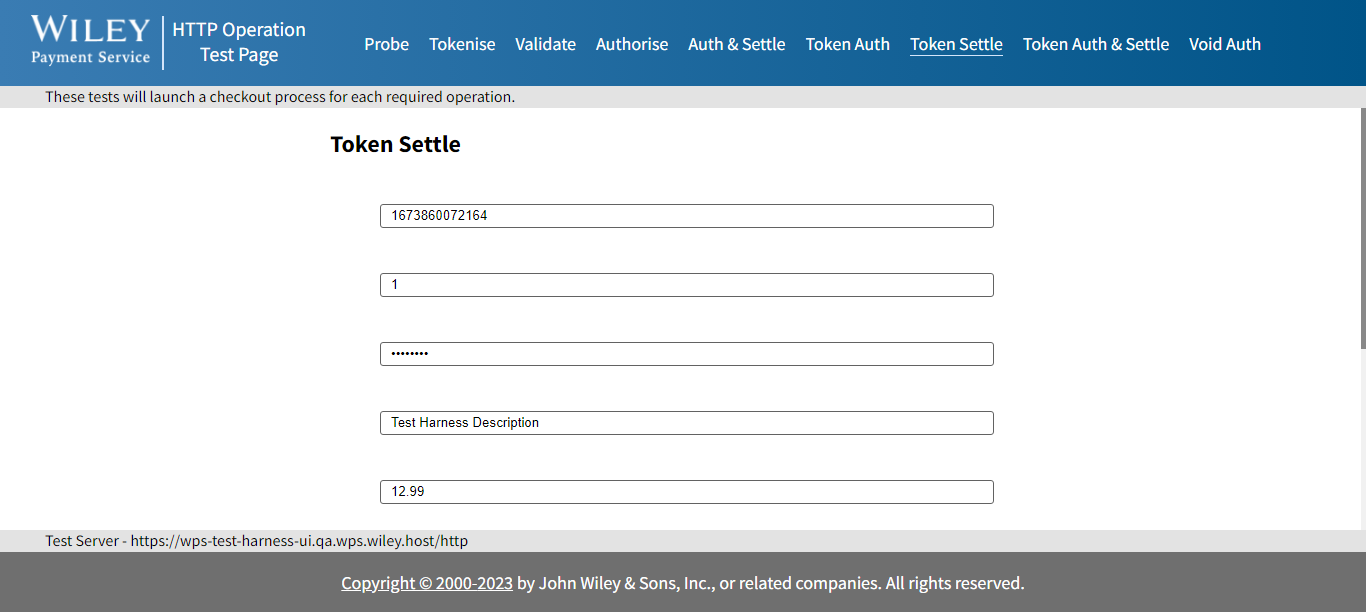 WILEY
Payment Service
HTTP Operation
Test Page
Probe Tokenise Validate Authorise Auth & Settle Token Auth Token Settle Token Auth & Settle Void Auth
These tests will launch a checkout process for each required operation.
Token Settle
1673860072164
1
••••••••
Test Harness Description
12.99
Test Server - https://wps-test-harness-ui.qa.wps.wiley.host/http
Copyright © 2000-2023 by John Wiley & Sons, Inc., or related companies. All rights reserved.